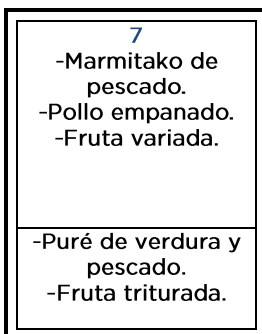 7
-Marmitako de
pescado.
-Pollo empanado.
-Fruta variada.
-Puré de verdura y
pescado.
-Fruta triturada.